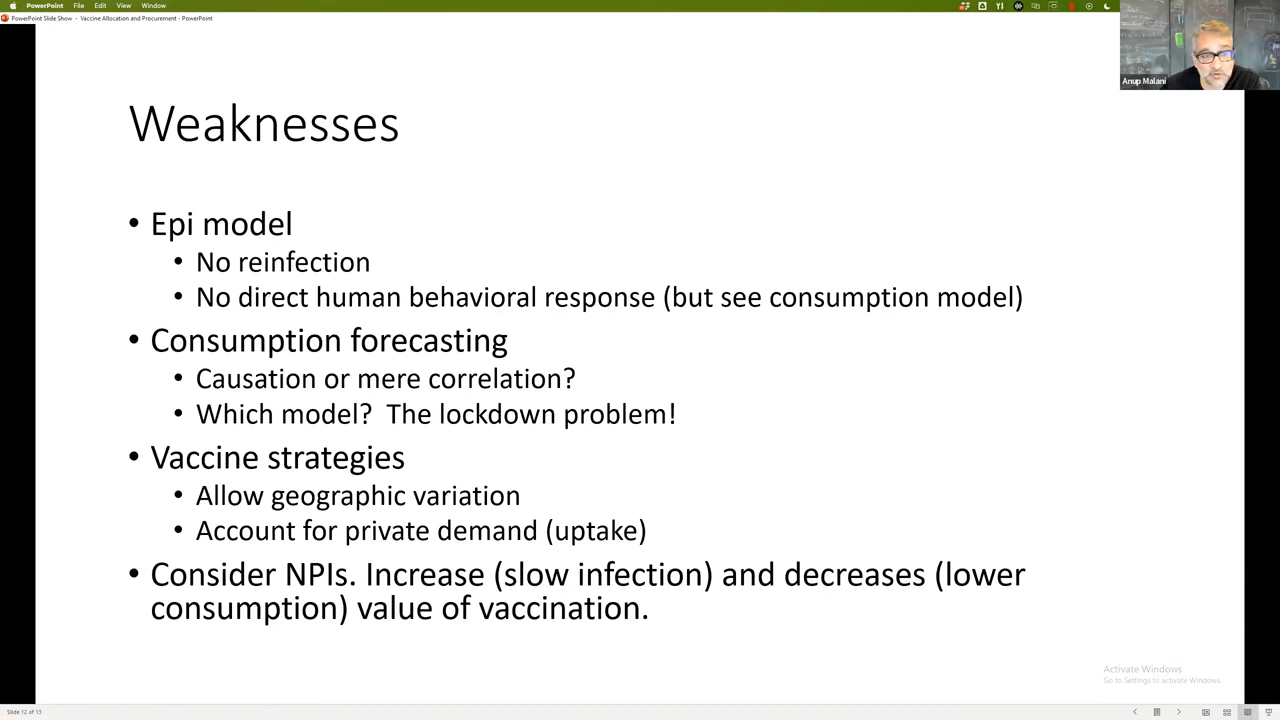 PowerPoint File Edit View Window
PowerPoint Slide Show - Vaccine Allocation and Procurement - PowerPoint
Anup Malani
Weaknesses
• Epi model
• No reinfection
• No direct human behavioral response (but see consumption model)
• Consumption forecasting
• Causation or mere correlation?
• Which model? The lockdown problem!
• Vaccine strategies
• Allow geographic variation
• Account for private demand (uptake)
• Consider NPIs. Increase (slow infection) and decreases (lower
consumption) value of vaccination.
Activate Windows
Go to Settings to activate Windows.
Slide 12 of 13